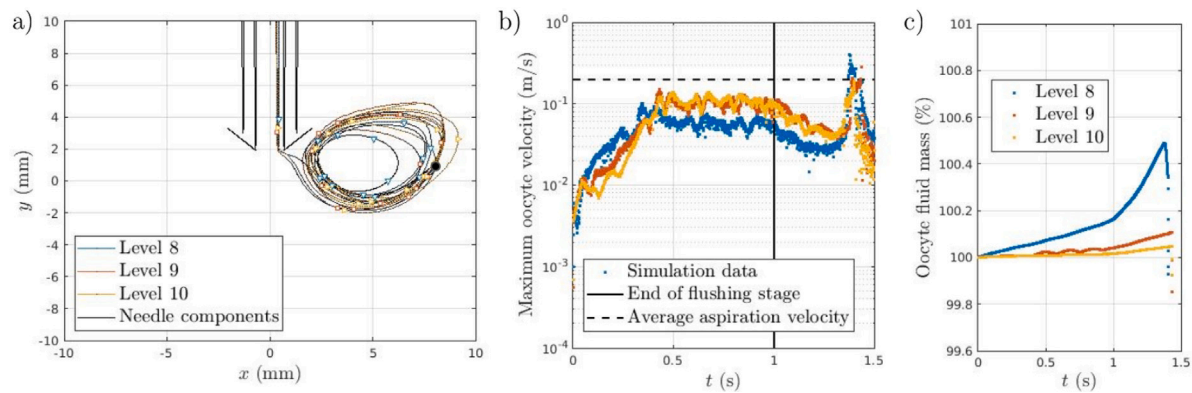 a)
10
8
6
4
2
0
-2
-4
-6
-8
-10
y (mm)
-10
-5
0
5
10
x (mm)
Level 8
Level 9
Level 10
Needle components
b)
10^0
10^-1
10^-2
10^-3
10^-4
Maximum oocyte velocity (m/s)
0
0.5
1
1.5
t (s)
Simulation data
End of flushing stage
Average aspiration velocity
c)
101
100.8
100.6
100.4
100.2
100
99.8
99.6
Oocyte fluid mass (%)
0
0.5
1
1.5
t (s)
Level 8
Level 9
Level 10